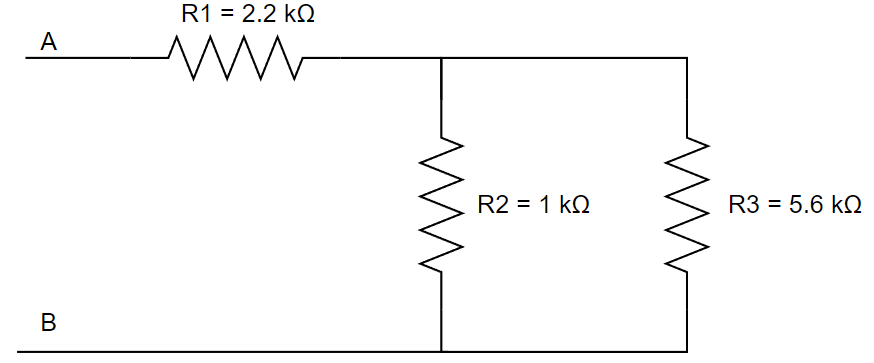 R1 = 2.2 kΩ
A
R2 = 1 kΩ
R3 = 5.6 kΩ
B